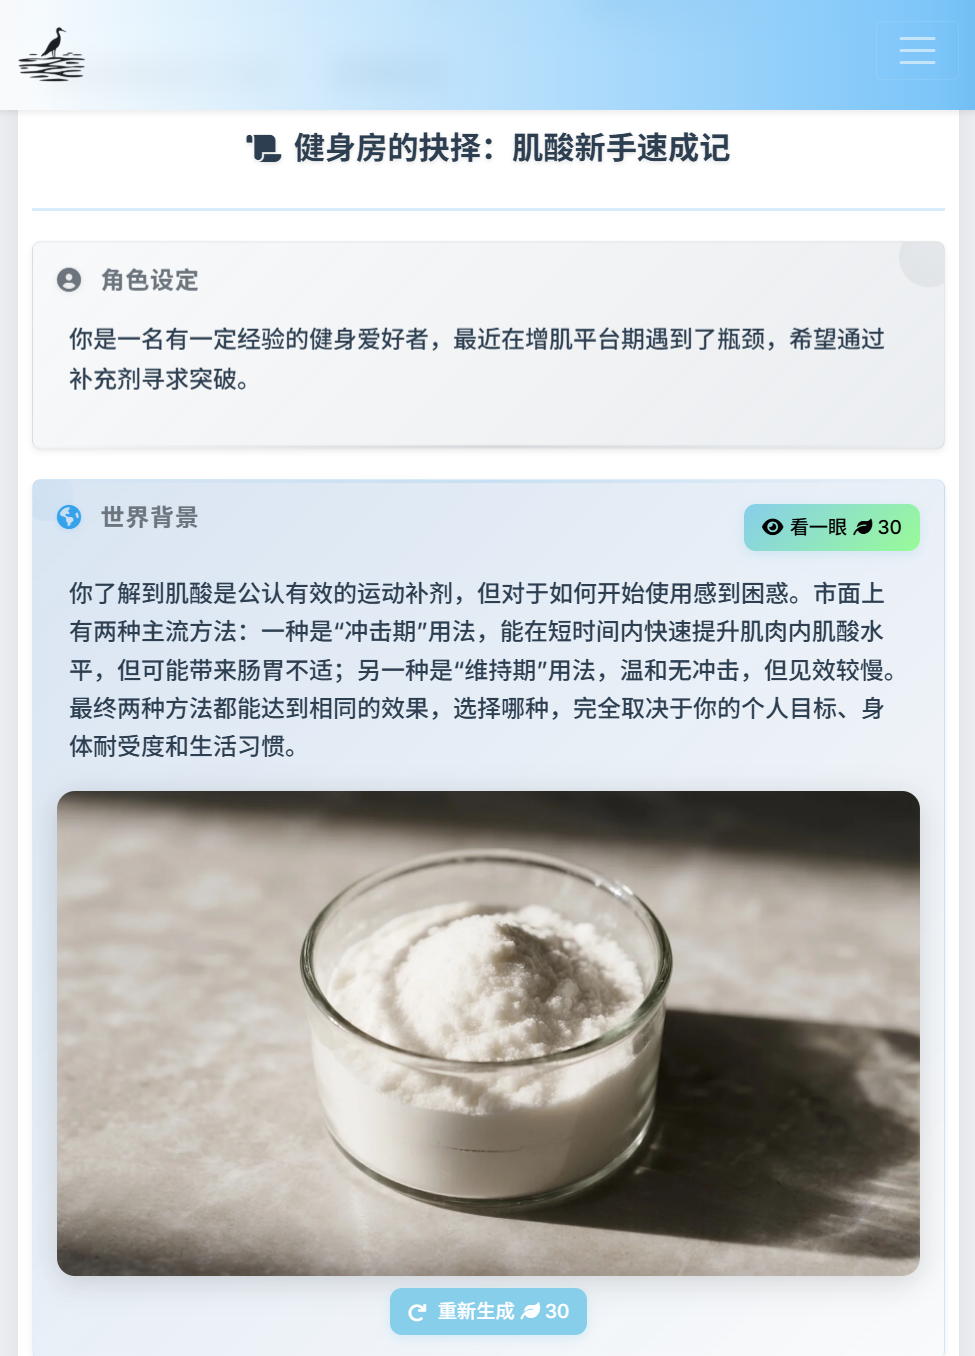 健身房的抉择：肌酸新手速成记
角色设定
你是一名有一定经验的健身爱好者，最近在增肌平台期遇到了瓶颈，希望通过
补充剂寻求突破。
世界背景
看一眼 30
你了解到肌酸是公认有效的运动补剂，但对于如何开始使用感到困惑。市面上
有两种主流方法：一种是“冲击期”用法，能在短时间内快速提升肌肉内肌酸水
平，但可能带来肠胃不适；另一种是“维持期”用法，温和无冲击，但见效较慢。
最终两种方法都能达到相同的效果，选择哪种，完全取决于你的个人目标、身
体耐受度和生活习惯。
重新生成 30